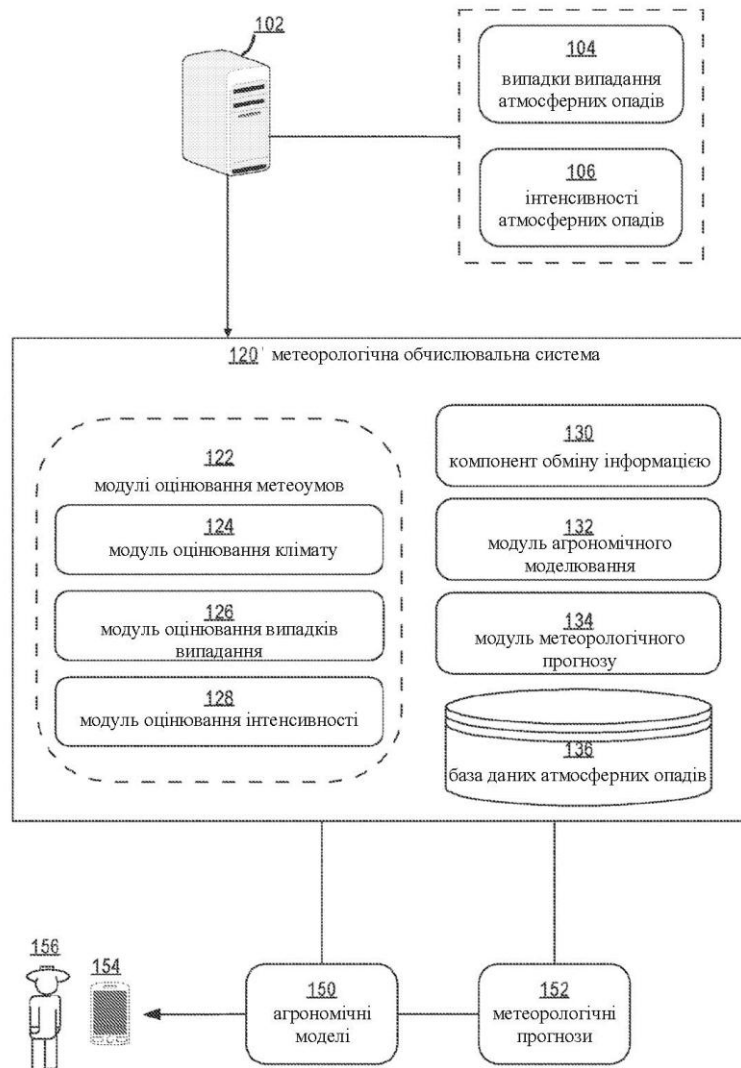 102
104
випадки випадання
атмосферних опадів
106
інтенсивності
атмосферних опадів
120 метеорологічна обчислювальна система
122
модулі оцінювання метеоумов
124
модуль оцінювання клімату
126
модуль оцінювання випадків
випадання
128
модуль оцінювання інтенсивності
130
компонент обміну інформацією
132
модуль агрономічного
моделювання
134
модуль метеорологічного
прогнозу
136
база даних атмосферних опадів
156
154
150
агрономічні
моделі
152
метеорологічні
прогнози